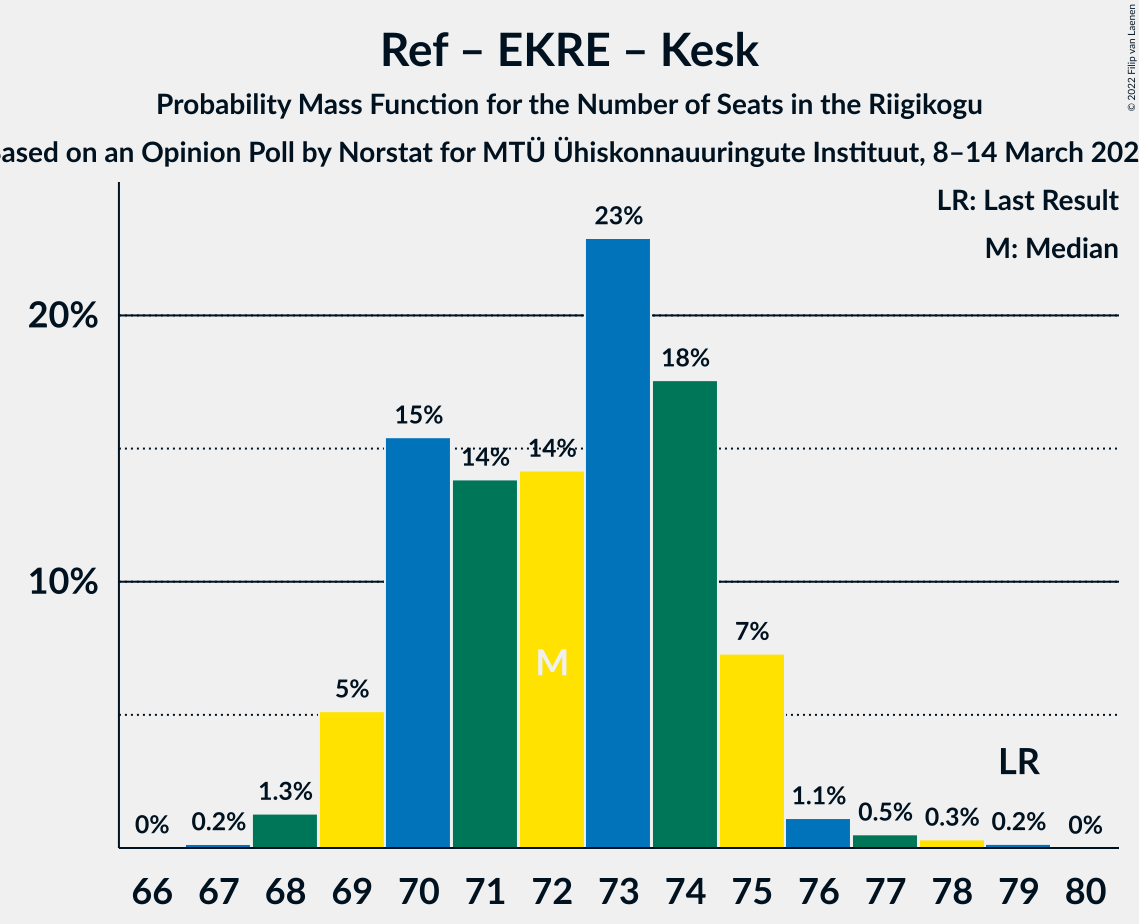 Ref – EKRE – Kesk
Probability Mass Function for the Number of Seats in the Riigikogu
on an Opinion Poll by Norstat for MTÜ Ühiskonnauuringute Instituut, 8–14 March
© 2022 Filip van Laenen
LR: Last Result
M: Median
20%
10%
0%
0.2%
1.3%
5%
15%
14%
14%
23%
18%
7%
1.1%
0.5%
0.3%
0.2%
0%
M
LR
66 67 68 69 70 71 72 73 74 75 76 77 78 79 80